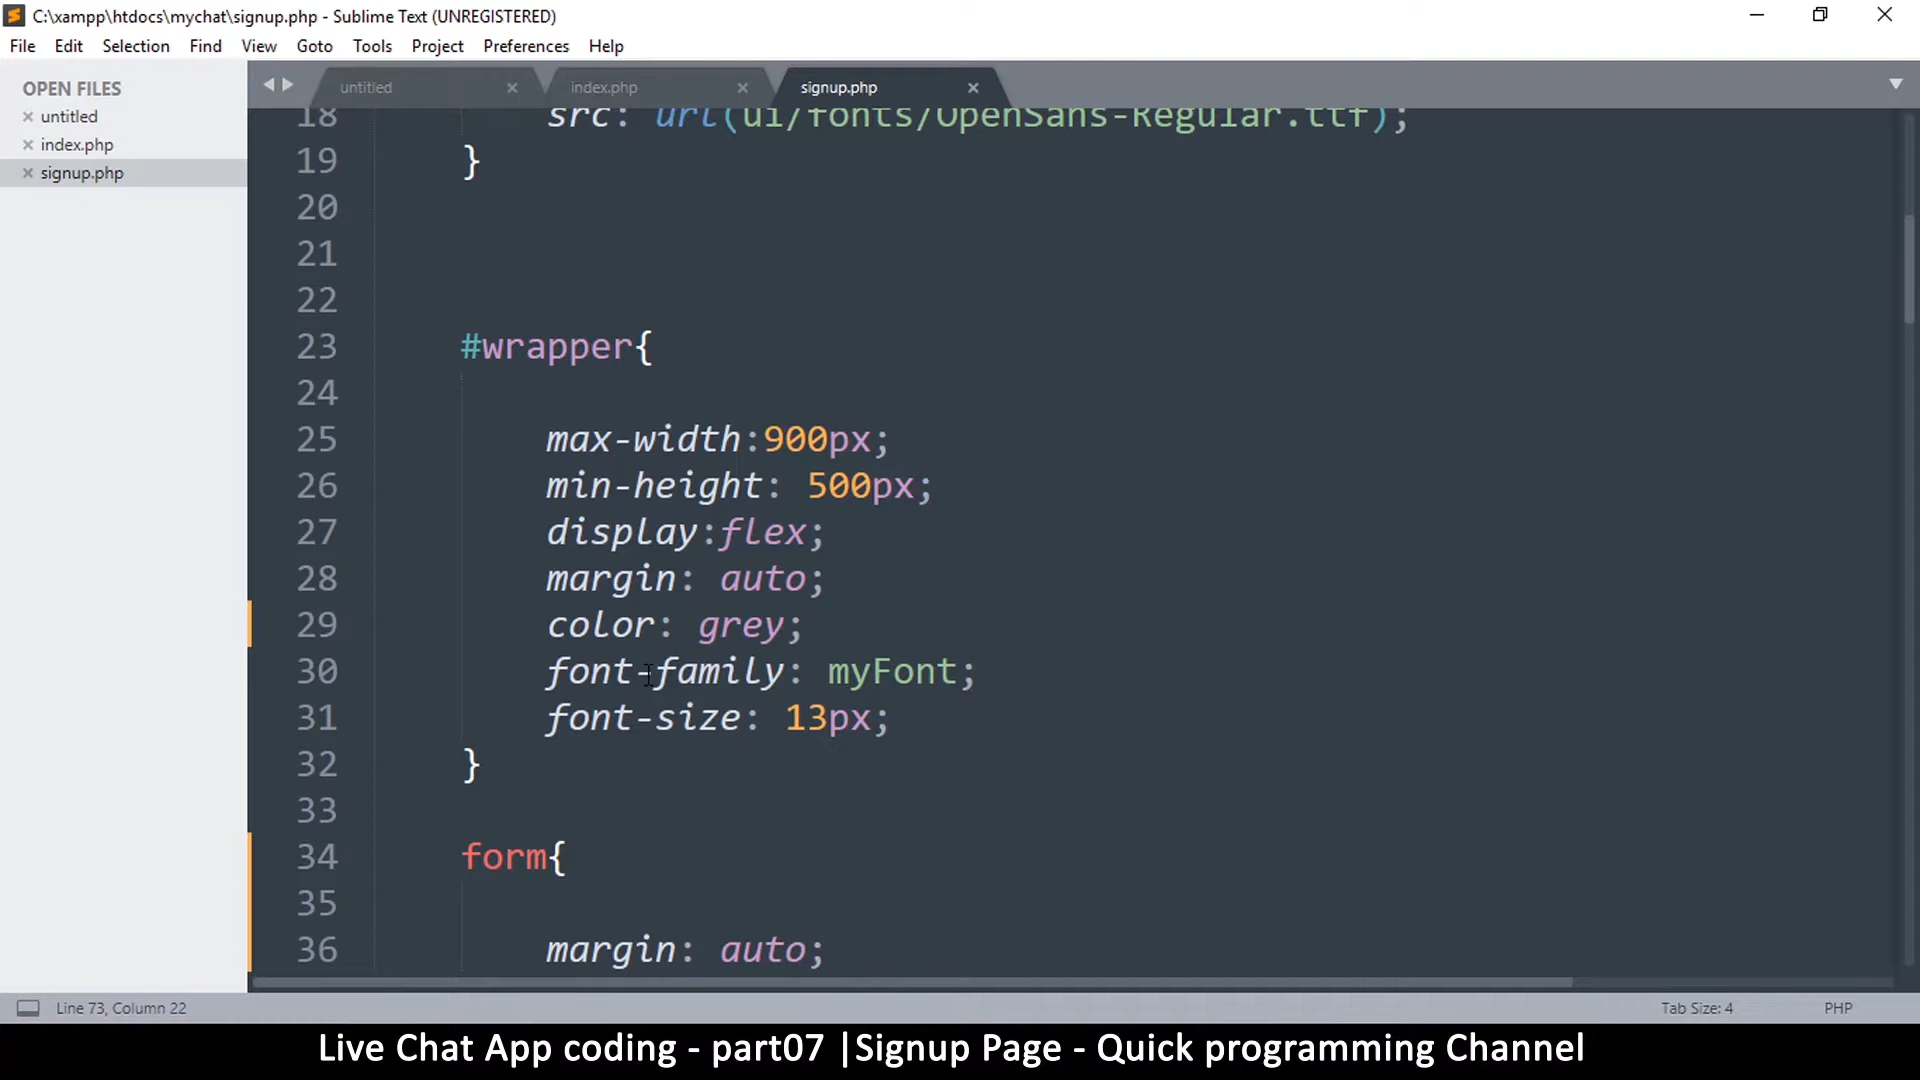 C:\xampp\htdocs\mychat\signup.php - Sublime Text (UNREGISTERED)
File Edit Selection Find View Goto Tools Project Preferences Help
OPEN FILES
untitled
index.php
signup.php
untitled index.php signup.php
18 src: url(ui/fonts/OpenSans-Regular.ttf);
19 }
20
21
22
23 #wrapper{
24
25 max-width:900px;
26 min-height: 500px;
27 display:flex;
28 margin: auto;
29 color: grey;
30 font-family: myFont;
31 font-size: 13px;
32 }
33
34 form{
35
36 margin: auto;
Line 73, Column 22 Tab Size: 4 PHP
Live Chat App coding - part07 |Signup Page - Quick programming Channel